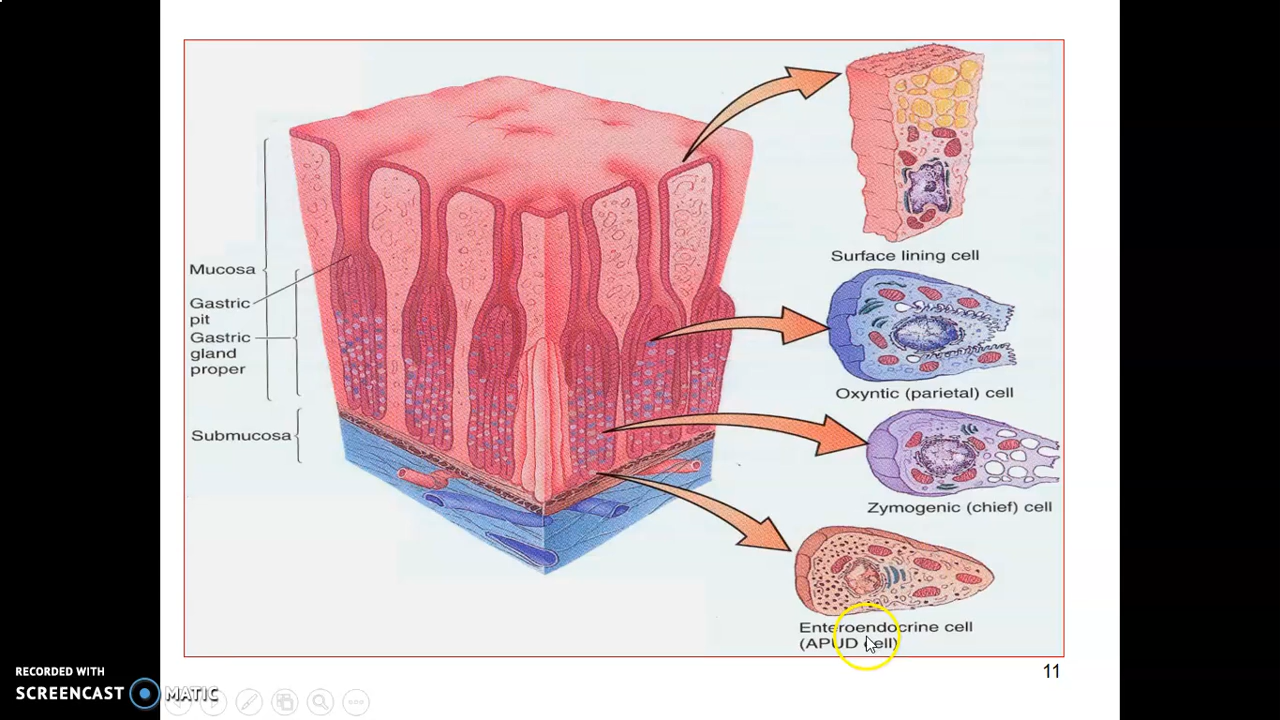 Surface lining cell
Mucosa
Gastric
pit
Gastric
gland
proper
Oxyntic (parietal) cell
Submucosa
Zymogenic (chief) cell
Enteroendocrine cell
(APUD cell)
11
RECORDED WITH
SCREENCAST MATIC